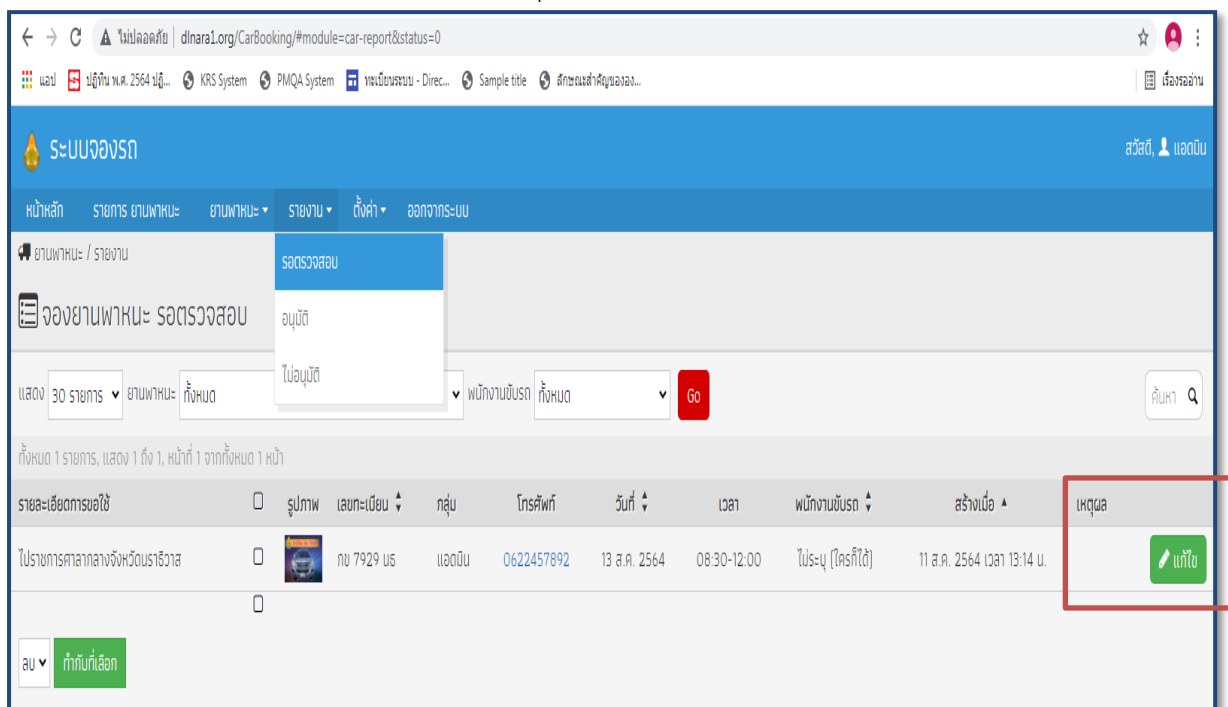 ไม่ปลอดภัย | dlnara1.org/CarBooking/#module=car-report&status=0
แอป ปฏิทิน พ.ศ. 2564 ปฏิ... KRS System PMQA System ทะเบียนระบบ - Direc... Sample title ลักษณะสำคัญขององ... เรื่องรออ่าน
ระบบจองรถ สวัสดี, แอดมิน
หน้าหลัก รายการ ยานพาหนะ ยานพาหนะ รายงาน ตั้งค่า ออกจากระบบ
ยานพาหนะ / รายงาน
รอตรวจสอบ
จองยานพาหนะ รอตรวจสอบ
อนุมัติ
ไม่อนุมัติ
แสดง 30 รายการ ยานพาหนะ ทั้งหมด พนักงานขับรถ ทั้งหมด Go ค้นหา
ทั้งหมด 1 รายการ, แสดง 1 ถึง 1, หน้าที่ 1 จากทั้งหมด 1 หน้า
รายละเอียดการขอใช้ รูปภาพ เลขทะเบียน กลุ่ม โทรศัพท์ วันที่ เวลา พนักงานขับรถ สร้างเมื่อ เหตุผล
ไปราชการศาลากลางจังหวัดนราธิวาส กข 7929 นธ แอดมิน 0622457892 13 ส.ค. 2564 08:30-12:00 ไม่ระบุ (ใครก็ได้) 11 ส.ค. 2564 เวลา 13:14 น. แก้ไข
ลบ ทำกับที่เลือก